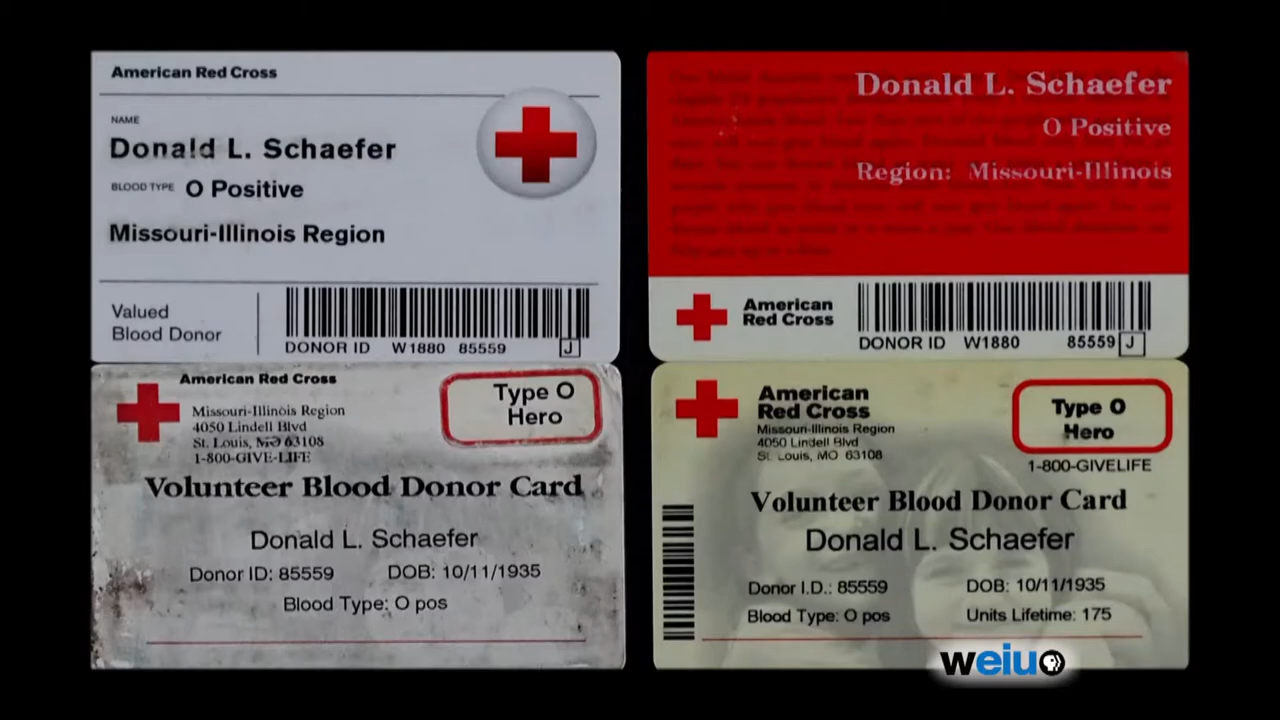 American Red Cross
NAME
Donald L. Schaefer
BLOOD TYPE O Positive
Missouri-Illinois Region
Valued
Blood Donor
DONOR ID W1880 85559 J
Donald L. Schaefer
O Positive
Region: Missouri-Illinois
American
Red Cross
DONOR ID W1880 85559 J
American Red Cross
Missouri-Illinois Region
4050 Lindell Blvd
St. Louis, MO 63108
1-800-GIVE-LIFE
Type O
Hero
Volunteer Blood Donor Card
Donald L. Schaefer
Donor ID: 85559 DOB: 10/11/1935
Blood Type: O pos
American
Red Cross
Missouri-Illinois Region
4050 Lindell Blvd
St. Louis, MO 63108
Type O
Hero
1-800-GIVELIFE
Volunteer Blood Donor Card
Donald L. Schaefer
Donor I.D.: 85559 DOB: 10/11/1935
Blood Type: O pos Units Lifetime: 175
weiu